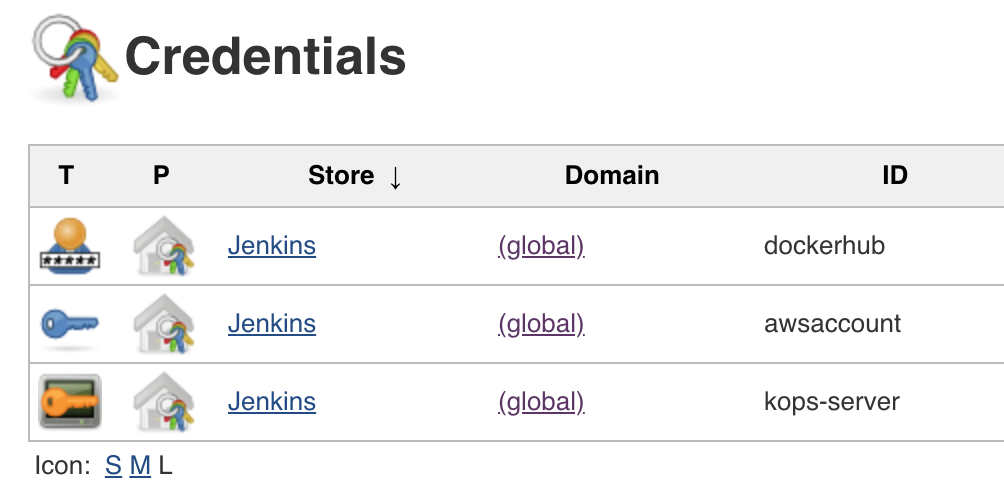 Credentials
T P Store ↓ Domain ID
***** Jenkins (global) dockerhub
Jenkins (global) awsaccount
Jenkins (global) kops-server
Icon: S M L